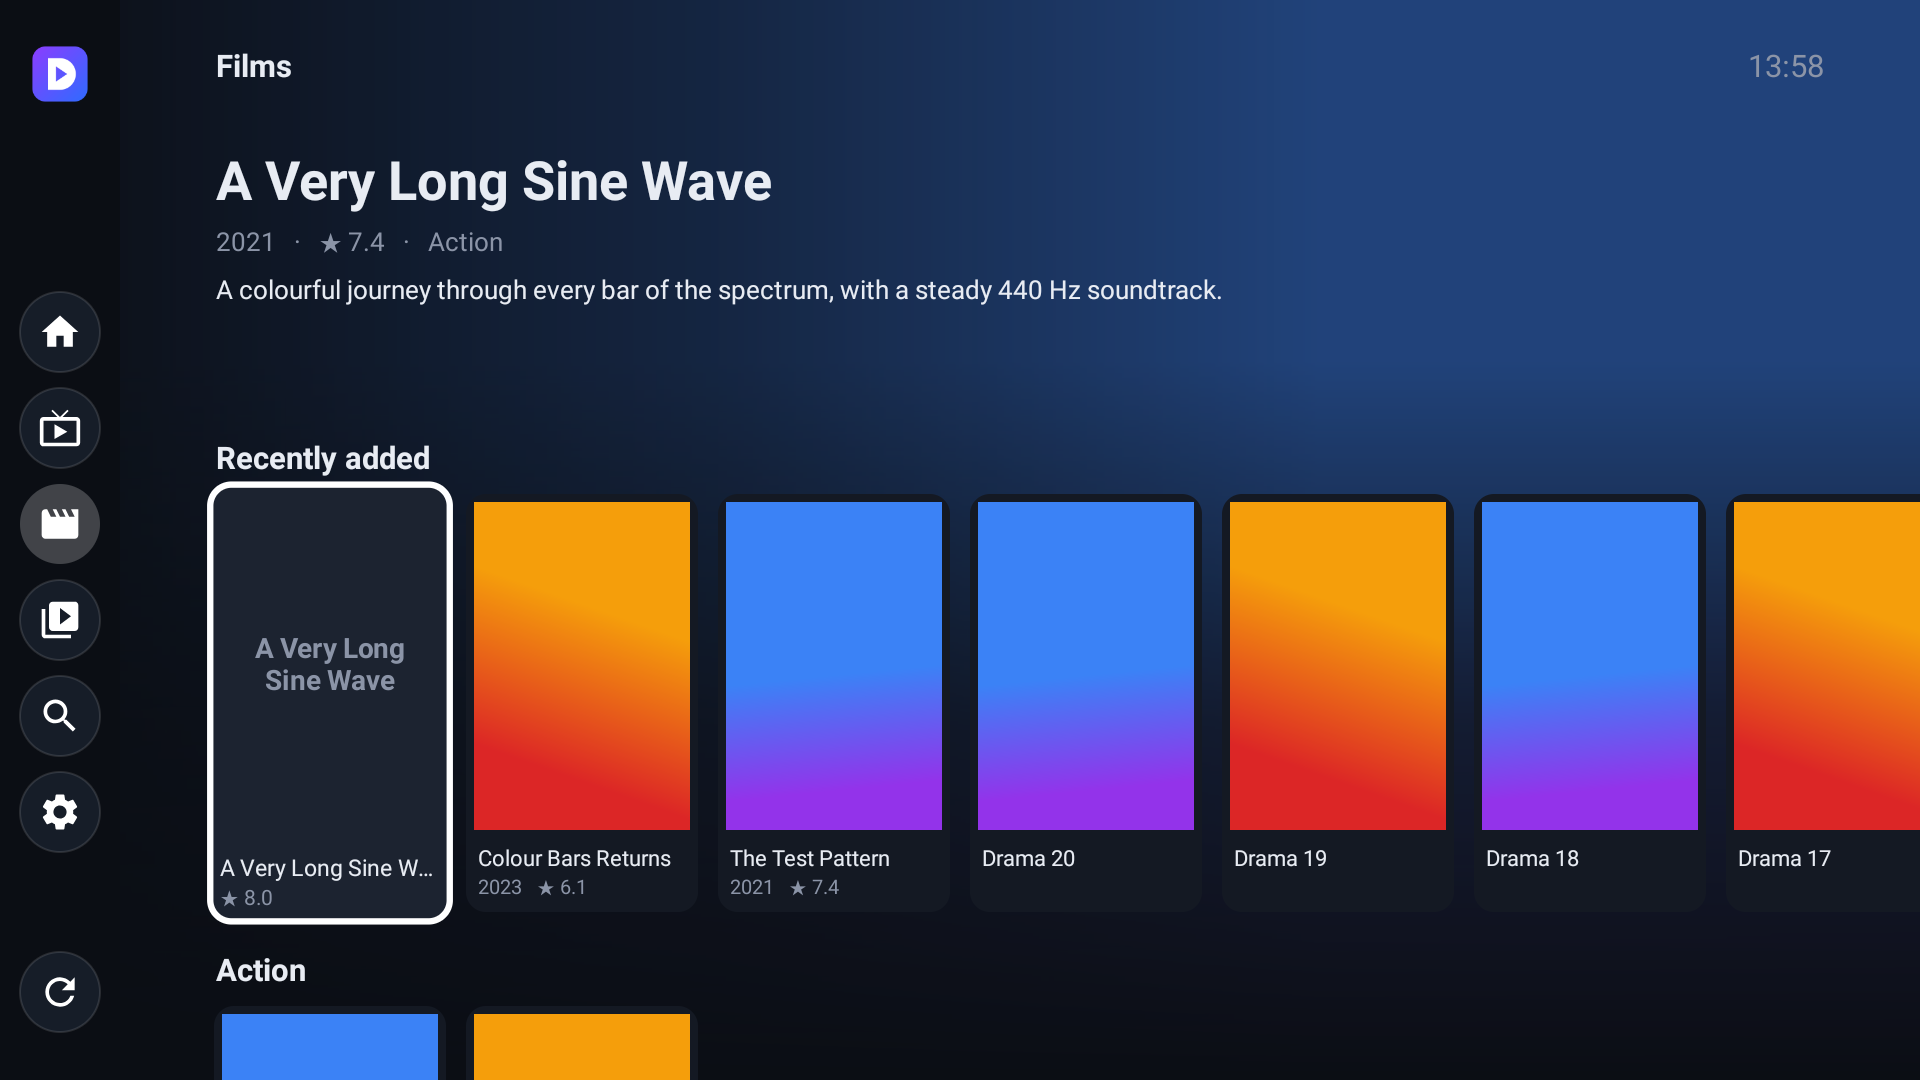 Films
13:58
A Very Long Sine Wave
2021 · ★ 7.4 · Action
A colourful journey through every bar of the spectrum, with a steady 440 Hz soundtrack.
Recently added
A Very Long
Sine Wave
A Very Long Sine W...
★ 8.0
Colour Bars Returns
2023 ★ 6.1
The Test Pattern
2021 ★ 7.4
Drama 20
Drama 19
Drama 18
Drama 17
Action